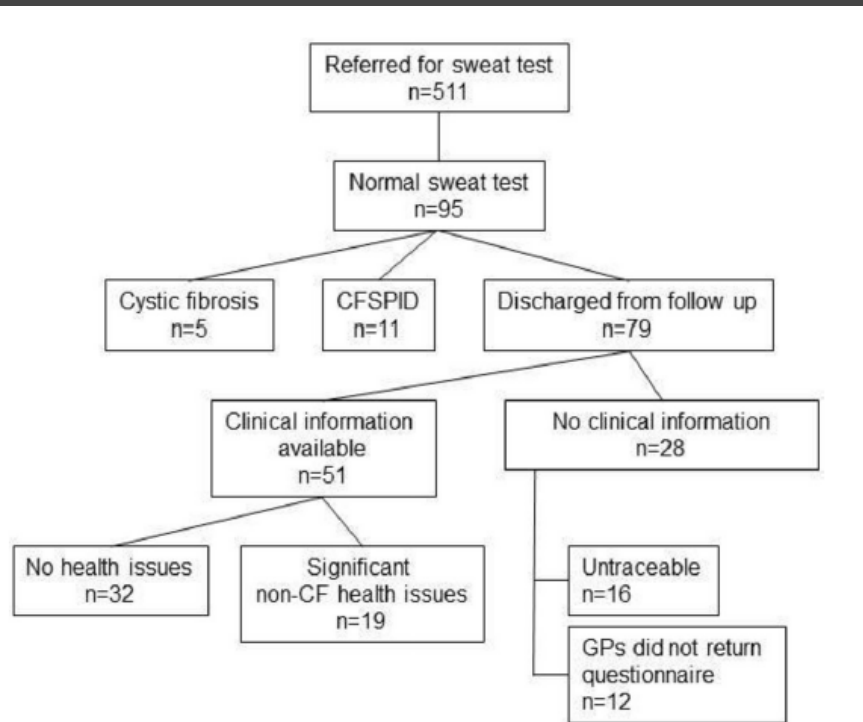 Referred for sweat test
n=511
Normal sweat test
n=95
Cystic fibrosis
n=5
CFSPID
n=11
Discharged from follow up
n=79
Clinical information
available
n=51
No clinical information
n=28
No health issues
n=32
Significant
non-CF health issues
n=19
Untraceable
n=16
GPs did not return
questionnaire
n=12